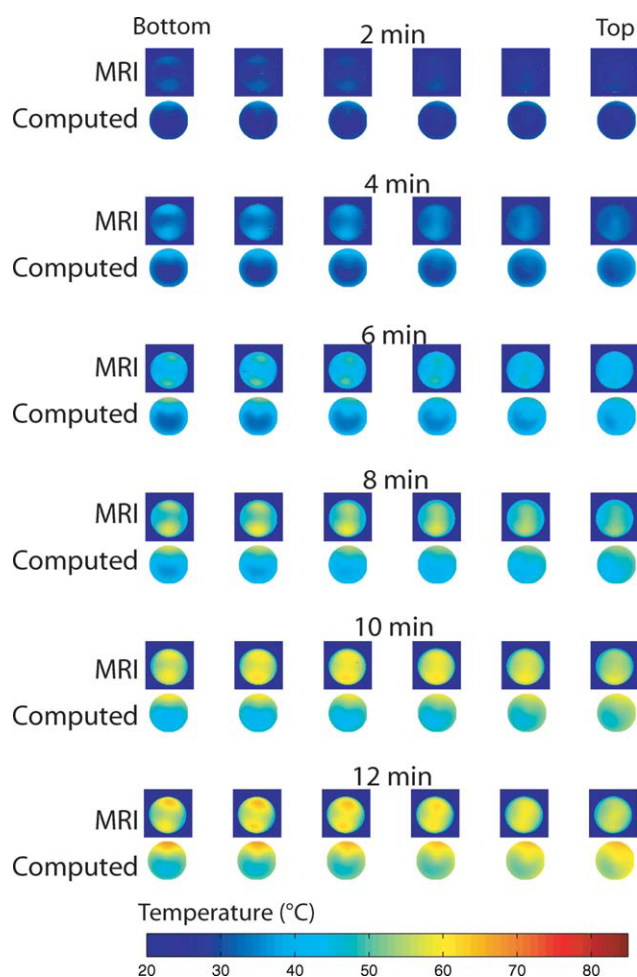 Bottom 2 min Top
MRI
Computed
4 min
MRI
Computed
6 min
MRI
Computed
8 min
MRI
Computed
10 min
MRI
Computed
12 min
MRI
Computed
Temperature (°C)
20 30 40 50 60 70 80